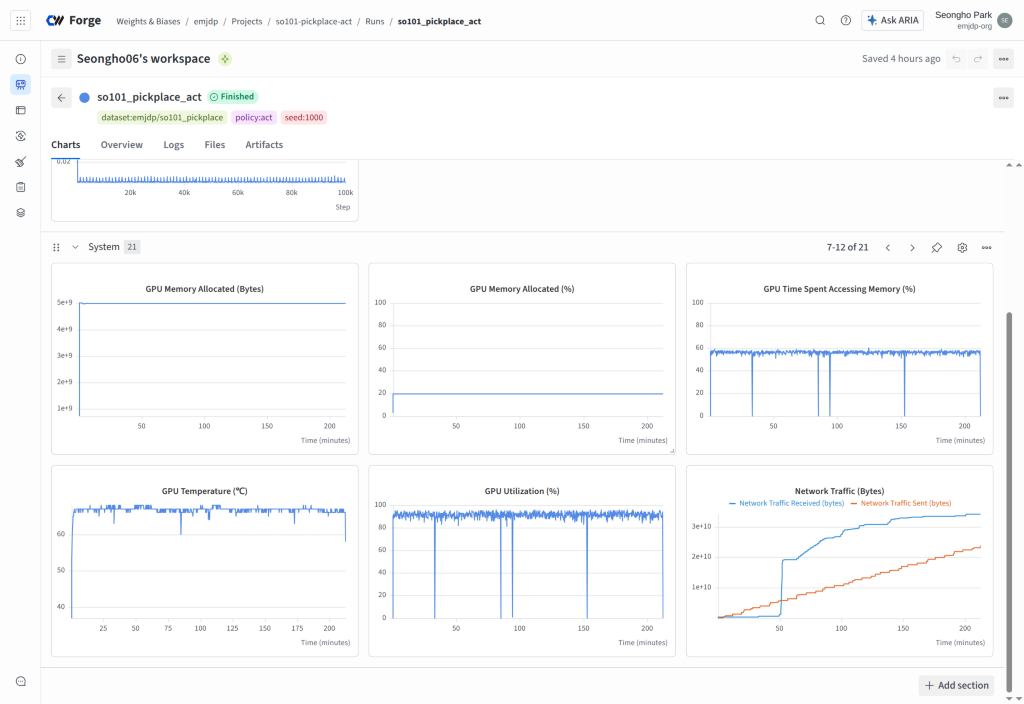 Forge
Weights & Biases / emjdp / Projects / so101-pickplace-act / Runs / so101_pickplace_act
Ask ARIA
Seongho Park
emjdp-org
SE
Seongho06's workspace
Saved 4 hours ago
so101_pickplace_act
Finished
dataset:emjdp/so101_pickplace
policy:act
seed:1000
Charts
Overview
Logs
Files
Artifacts
0.02
20k 40k 60k 80k 100k
Step
System 21
7-12 of 21
GPU Memory Allocated (Bytes)
5e+9
4e+9
3e+9
2e+9
1e+9
50 100 150 200
Time (minutes)
GPU Memory Allocated (%)
100
80
60
40
20
0
50 100 150 200
Time (minutes)
GPU Time Spent Accessing Memory (%)
100
80
60
40
20
0
50 100 150 200
Time (minutes)
GPU Temperature (℃)
60
50
40
25 50 75 100 125 150 175 200
Time (minutes)
GPU Utilization (%)
100
80
60
40
20
0
50 100 150 200
Time (minutes)
Network Traffic (Bytes)
Network Traffic Received (bytes) Network Traffic Sent (bytes)
3e+10
2e+10
1e+10
50 100 150 200
Time (minutes)
Add section